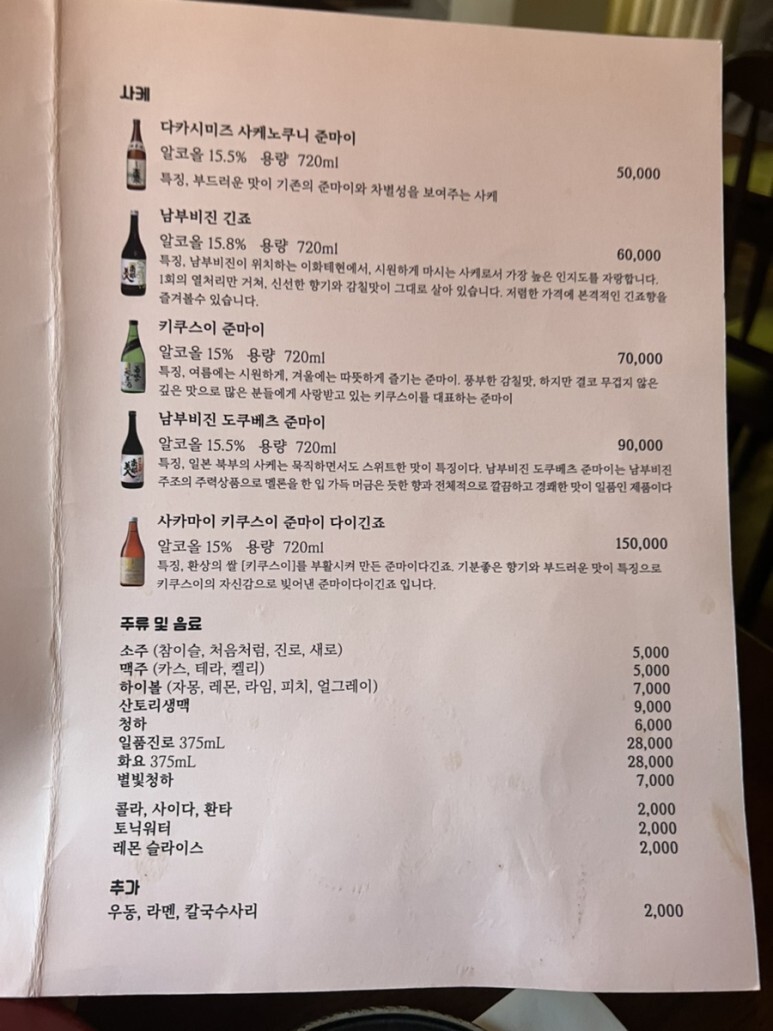 사케
다카시미즈 사케노쿠니 준마이
알코올 15.5% 용량 720ml
50,000
특징, 부드러운 맛이 기존의 준마이와 차별성을 보여주는 사케
남부비진 긴죠
알코올 15.8% 용량 720ml
60,000
특징, 남부비진이 위치하는 이화테현에서, 시원하게 마시는 사케로서 가장 높은 인지도를 자랑합니다.
1회의 열처리만 거쳐, 신선한 향기와 감칠맛이 그대로 살아 있습니다. 저렴한 가격에 본격적인 긴죠향을
즐겨볼수 있습니다.
키쿠스이 준마이
알코올 15% 용량 720ml
70,000
특징, 여름에는 시원하게, 겨울에는 따뜻하게 즐기는 준마이. 풍부한 감칠맛, 하지만 결코 무겁지 않은
깊은 맛으로 많은 분들에게 사랑받고 있는 키쿠스이를 대표하는 준마이
남부비진 도쿠베츠 준마이
알코올 15.5% 용량 720ml
90,000
특징, 일본 북부의 사케는 묵직하면서도 스위트한 맛이 특징이다. 남부비진 도쿠베츠 준마이는 남부비진
주조의 주력상품으로 멜론을 한 입 가득 머금은 듯한 향과 전체적으로 깔끔하고 경쾌한 맛이 일품인 제품이다
사카마이 키쿠스이 준마이 다이긴죠
알코올 15% 용량 720ml
150,000
특징, 환상의 쌀 [키쿠스이]를 부활시켜 만든 준마이다긴죠. 기분좋은 향기와 부드러운 맛이 특징으로
키쿠스이의 자신감으로 빚어낸 준마이다이긴죠 입니다.
주류 및 음료
소주 (참이슬, 처음처럼, 진로, 새로) 5,000
맥주 (카스, 테라, 켈리) 5,000
하이볼 (자몽, 레몬, 라임, 피치, 얼그레이) 7,000
산토리생맥 9,000
청하 6,000
일품진로 375mL 28,000
화요 375mL 28,000
별빛청하 7,000
콜라, 사이다, 환타 2,000
토닉워터 2,000
레몬 슬라이스 2,000
추가
우동, 라멘, 칼국수사리 2,000